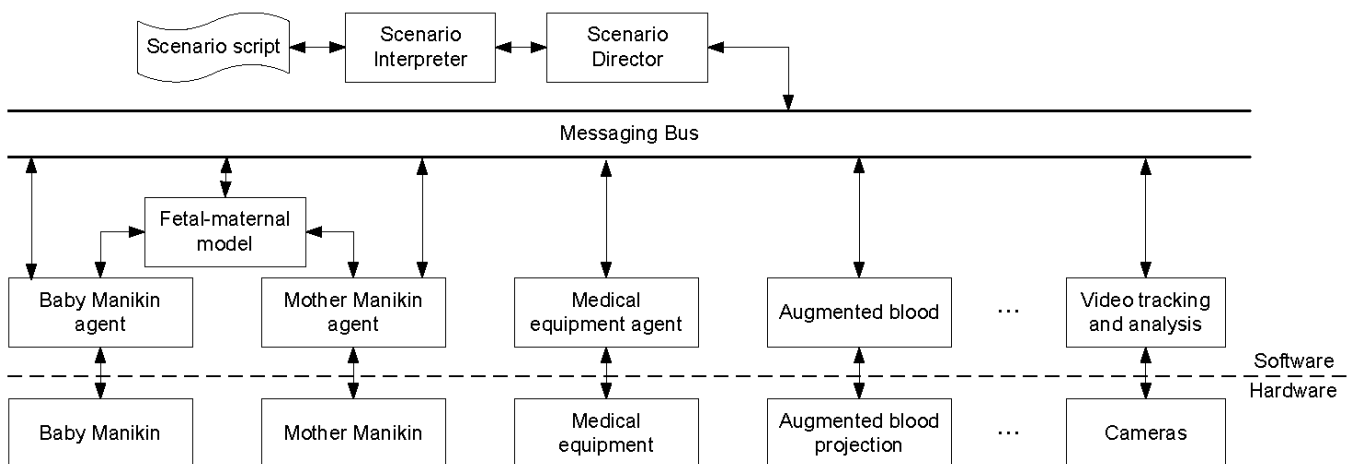 Scenario script
Scenario
Interpreter
Scenario
Director
Messaging Bus
Fetal-maternal
model
Baby Manikin
agent
Mother Manikin
agent
Medical
equipment agent
Augmented blood
...
Video tracking
and analysis
Software
Hardware
Baby Manikin
Mother Manikin
Medical
equipment
Augmented blood
projection
...
Cameras